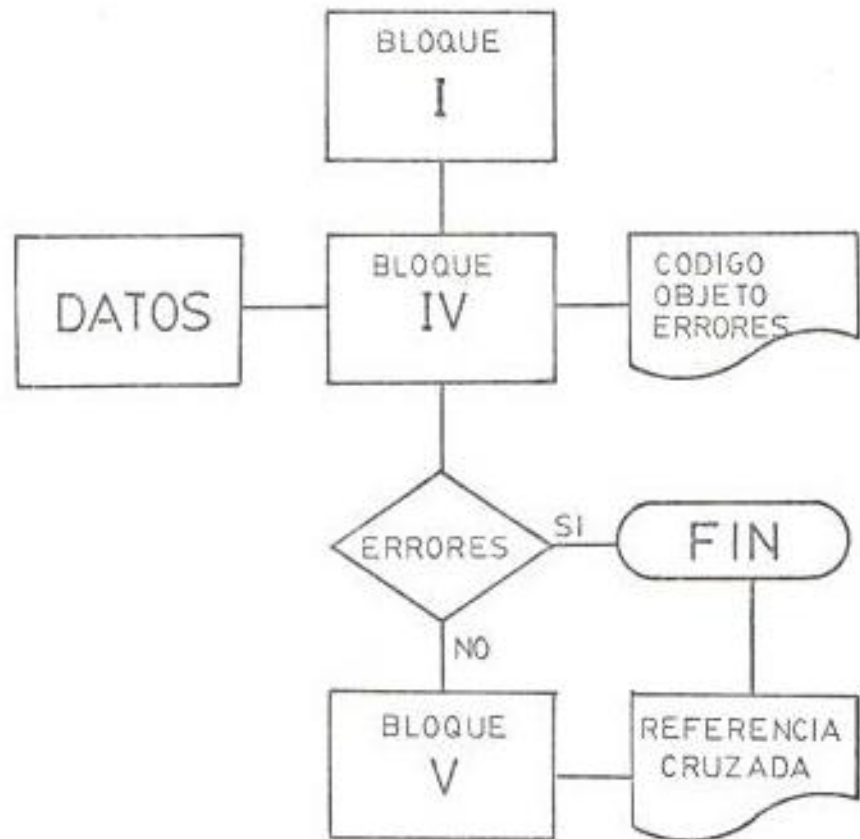 BLOQUE
I
DATOS
BLOQUE
IV
CODIGO
OBJETO
ERRORES
ERRORES
SI
FIN
NO
BLOQUE
V
REFERENCIA
CRUZADA